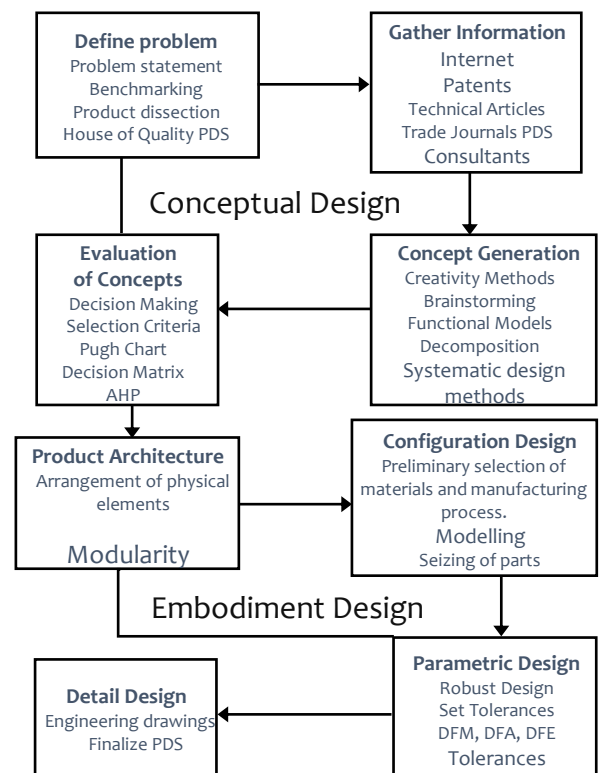 Define problem
Problem statement
Benchmarking
Product dissection
House of Quality PDS
Gather Information
Internet
Patents
Technical Articles
Trade Journals PDS
Consultants
Conceptual Design
Evaluation
of Concepts
Decision Making
Selection Criteria
Pugh Chart
Decision Matrix
AHP
Concept Generation
Creativity Methods
Brainstorming
Functional Models
Decomposition
Systematic design
methods
Product Architecture
Arrangement of physical
elements
Modularity
Configuration Design
Preliminary selection of
materials and manufacturing
process.
Modelling
Seizing of parts
Embodiment Design
Detail Design
Engineering drawings
Finalize PDS
Parametric Design
Robust Design
Set Tolerances
DFM, DFA, DFE
Tolerances